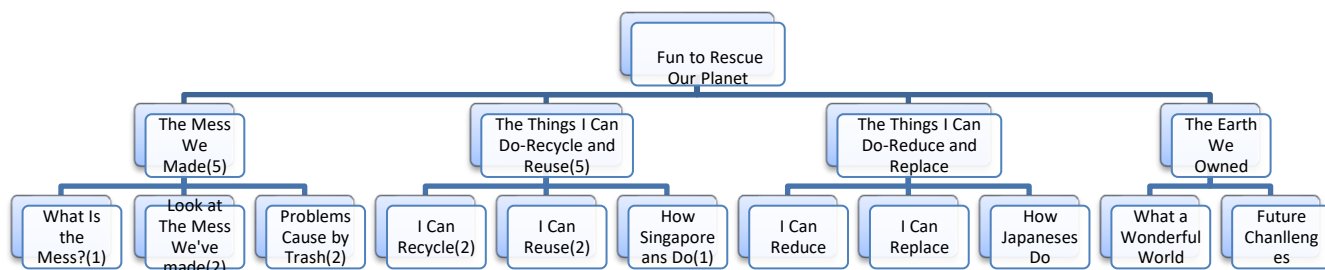 Fun to Rescue
Our Planet
The Mess
We
Made(5)
The Things I Can
Do-Recycle and
Reuse(5)
The Things I Can
Do-Reduce and
Replace
The Earth
We
Owned
What Is
the
Mess?(1)
Look at
The Mess
We've
made(2)
Problems
Cause by
Trash(2)
I Can
Recycle(2)
I Can
Reuse(2)
How
Singapore
ans Do(1)
I Can
Reduce
I Can
Replace
How
Japaneses
Do
What a
Wonderful
World
Future
Chanlleng
es